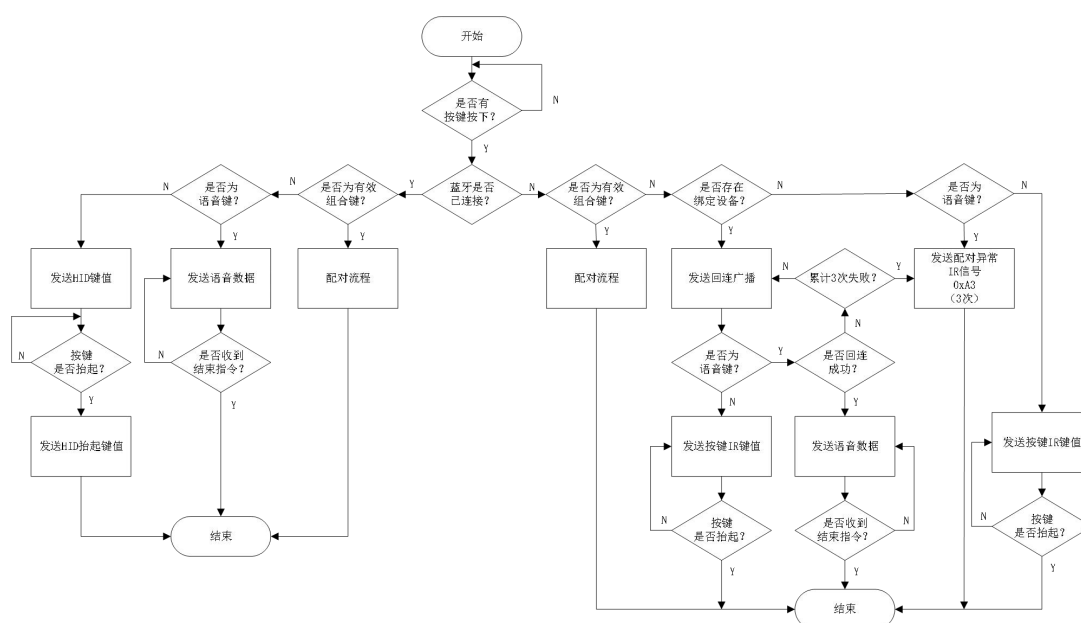 开始
是否有
按键按下？
N
Y
蓝牙是否
已连接？
Y
N
是否为有效
组合键？
N
Y
是否为
语音键？
N
Y
发送HID键值
按键
是否抬起？
N
Y
发送HID抬起键值
发送语音数据
是否收到
结束指令？
N
Y
配对流程
结束
是否为有效
组合键？
N
Y
配对流程
是否存在
绑定设备？
N
Y
发送回连广播
是否为
语音键？
Y
N
是否回连
成功？
N
Y
累计3次失败？
N
Y
发送按键IR键值
按键
是否抬起？
N
Y
发送语音数据
是否收到
结束指令？
N
Y
是否为
语音键？
N
Y
发送配对异常
IR信号
0xA3
（3次）
发送按键IR键值
按键
是否抬起？
N
Y
结束